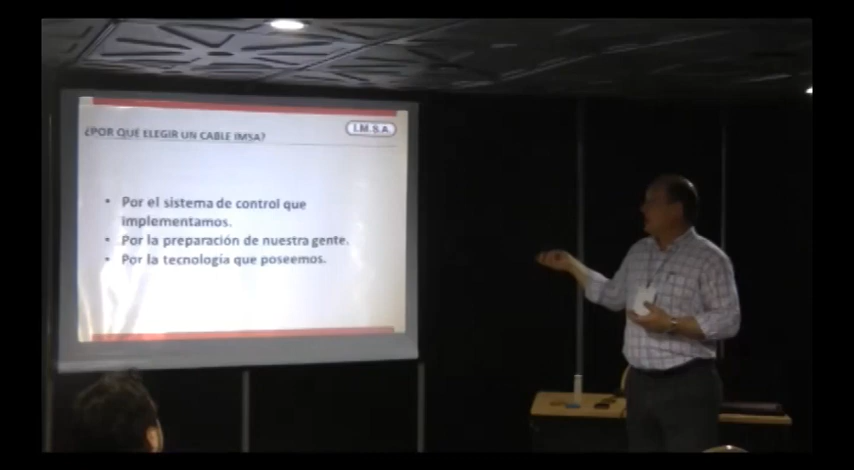 ¿POR QUÉ ELEGIR UN CABLE IMSA?
I.M.S.A.
• Por el sistema de control que
implementamos.
• Por la preparación de nuestra gente.
• Por la tecnología que poseemos.